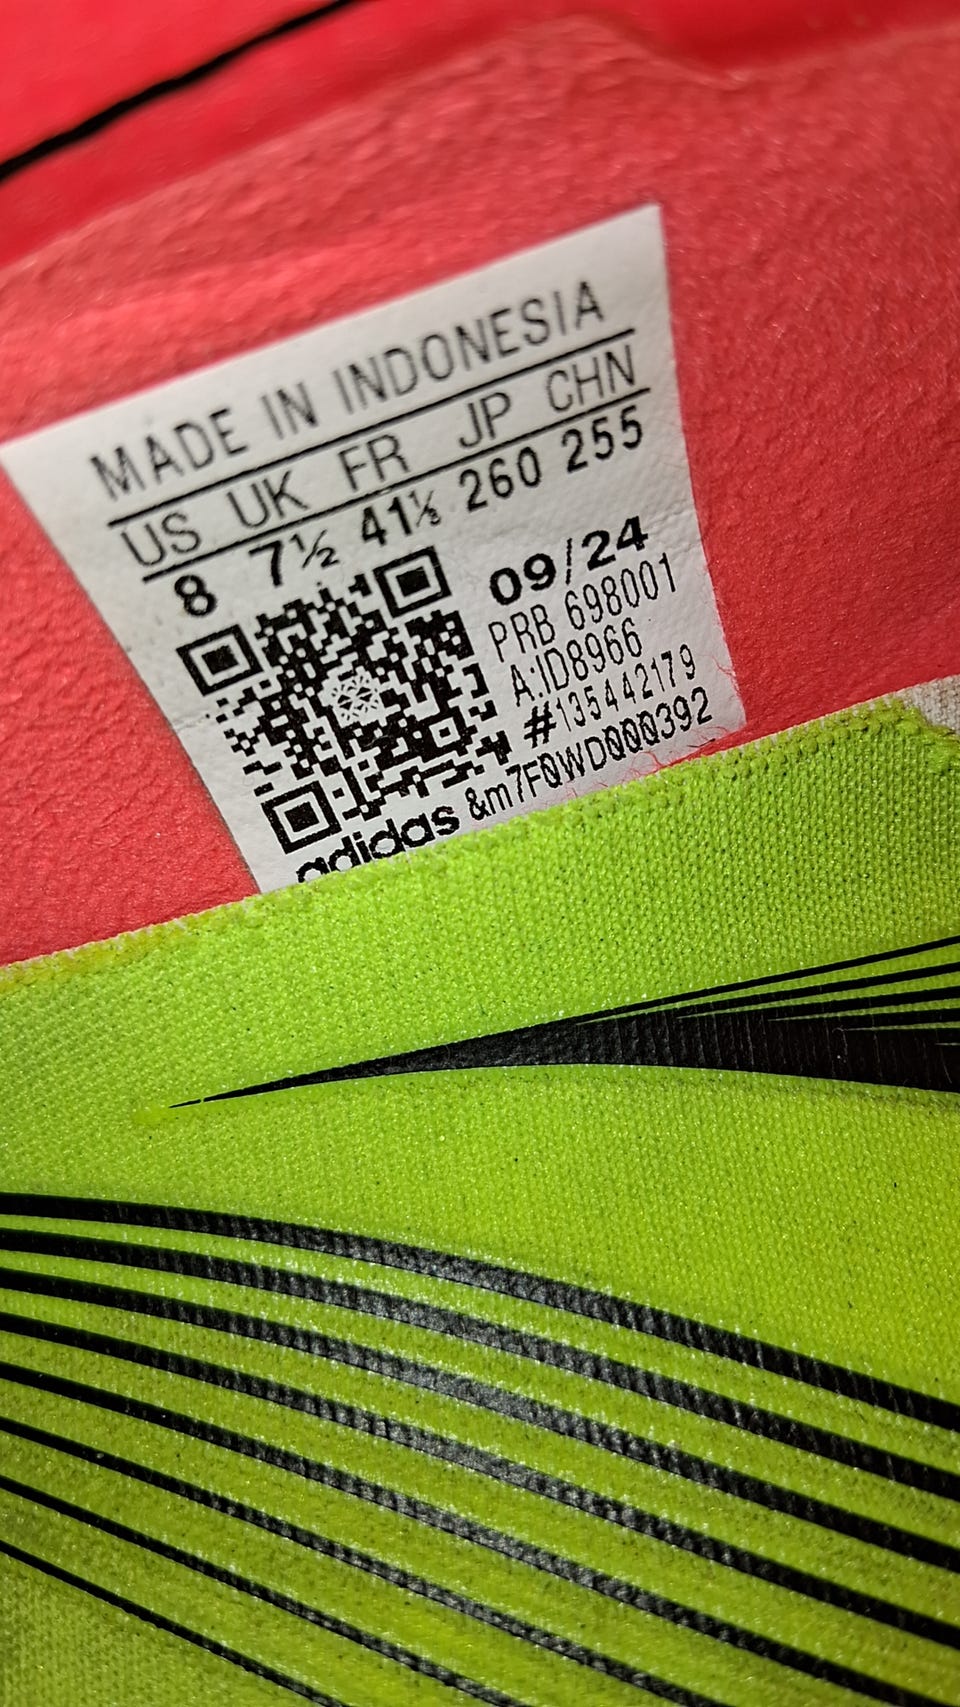 MADE IN INDONESIA
US UK FR JP CHN
8 7½ 41⅓ 260 255
09/24
PRB 698001
A:ID8966
#135442179
adidas &m7F0WD000392